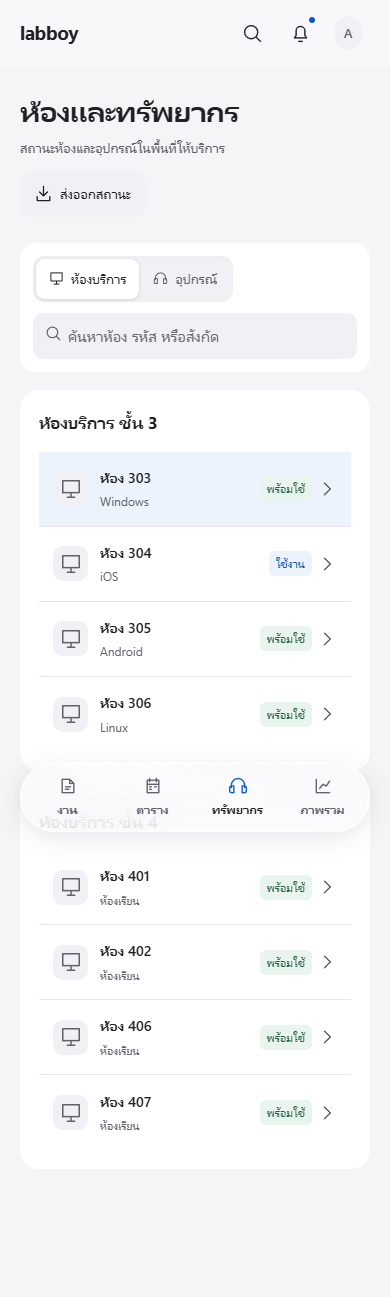 labboy
A
ห้องและทรัพยากร
สถานะห้องและอุปกรณ์ในพื้นที่ให้บริการ
ส่งออกสถานะ
ห้องบริการ
อุปกรณ์
ค้นหาห้อง รหัส หรือสังกัด
ห้องบริการ ชั้น 3
ห้อง 303
Windows
พร้อมใช้
ห้อง 304
iOS
ใช้งาน
ห้อง 305
Android
พร้อมใช้
ห้อง 306
Linux
พร้อมใช้
งาน
ตาราง
ทรัพยากร
ภาพรวม
ห้องบริการ ชั้น 4
ห้อง 401
ห้องเรียน
พร้อมใช้
ห้อง 402
ห้องเรียน
พร้อมใช้
ห้อง 406
ห้องเรียน
พร้อมใช้
ห้อง 407
ห้องเรียน
พร้อมใช้